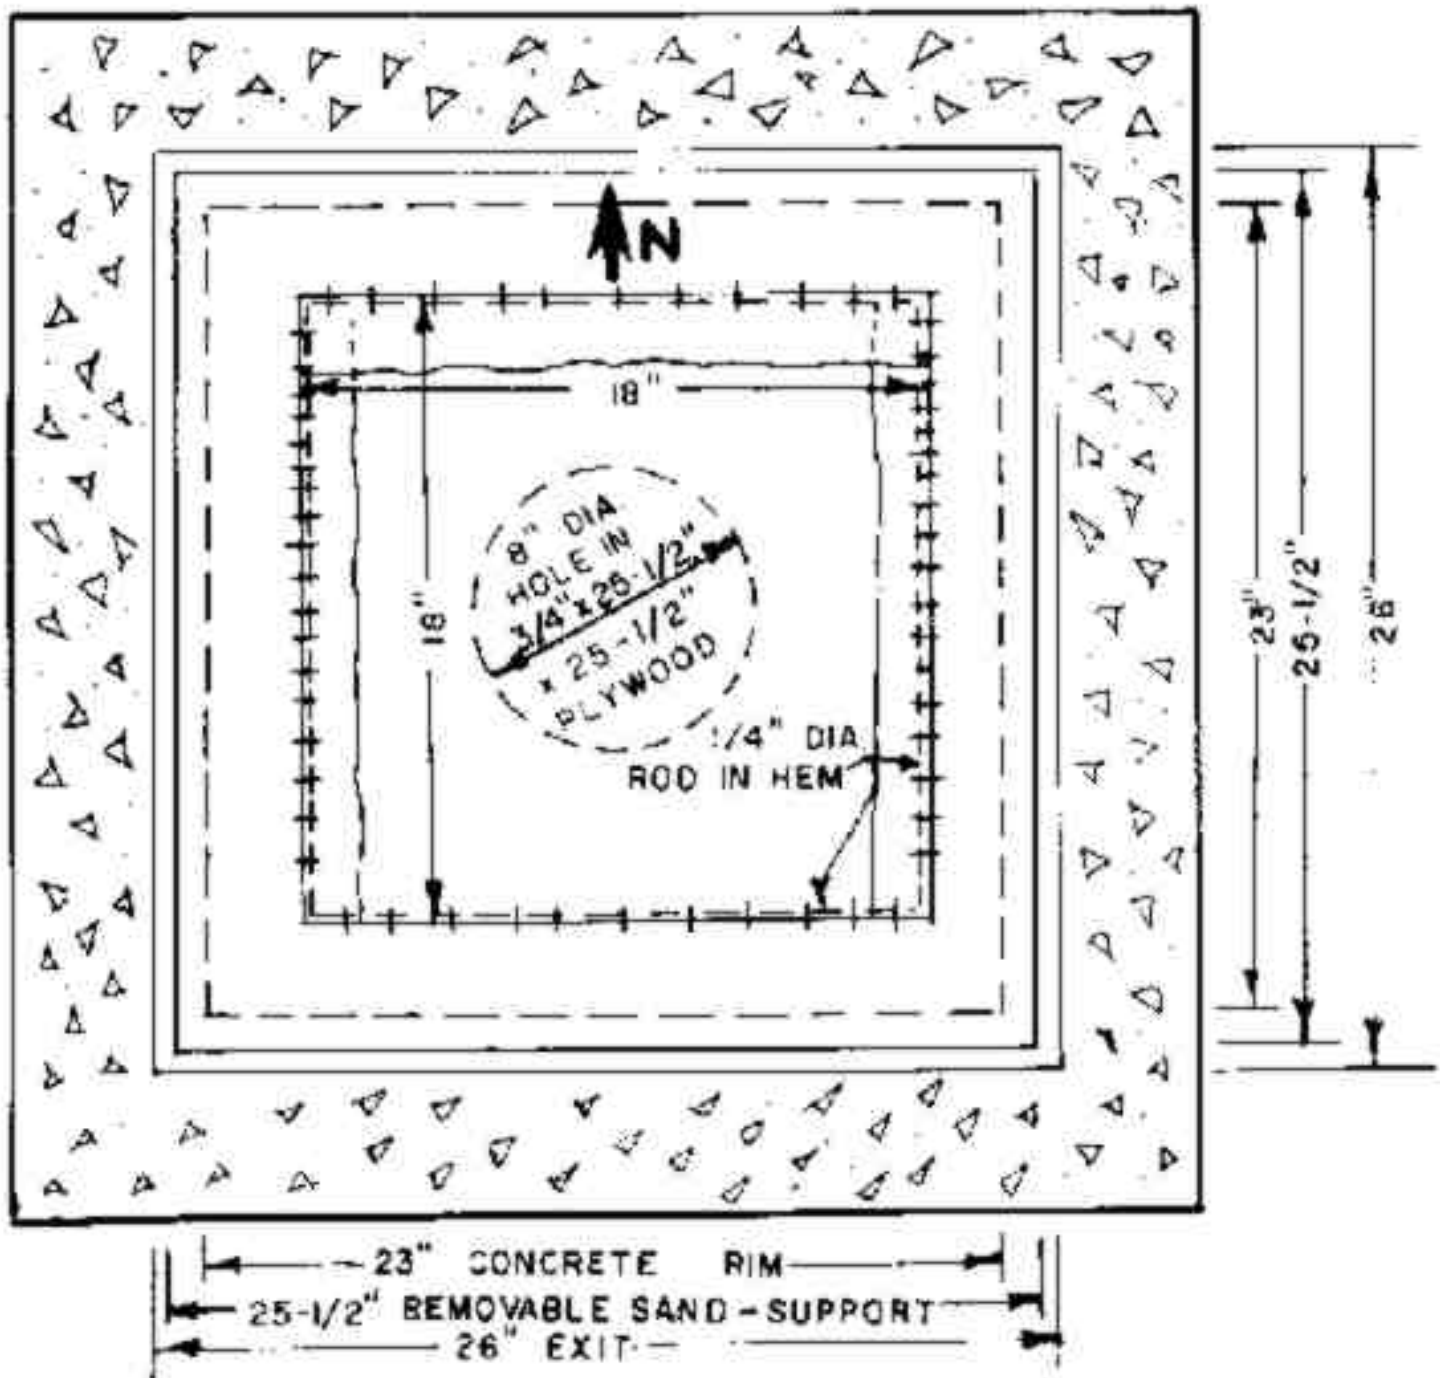 N
18"
18"
8" DIA.
HOLE IN
3/4" x 25-1/2"
x 25-1/2"
PLYWOOD
1/4" DIA
ROD IN HEM
23"
25-1/2"
26"
23" CONCRETE RIM
25-1/2" REMOVABLE SAND-SUPPORT
26" EXIT